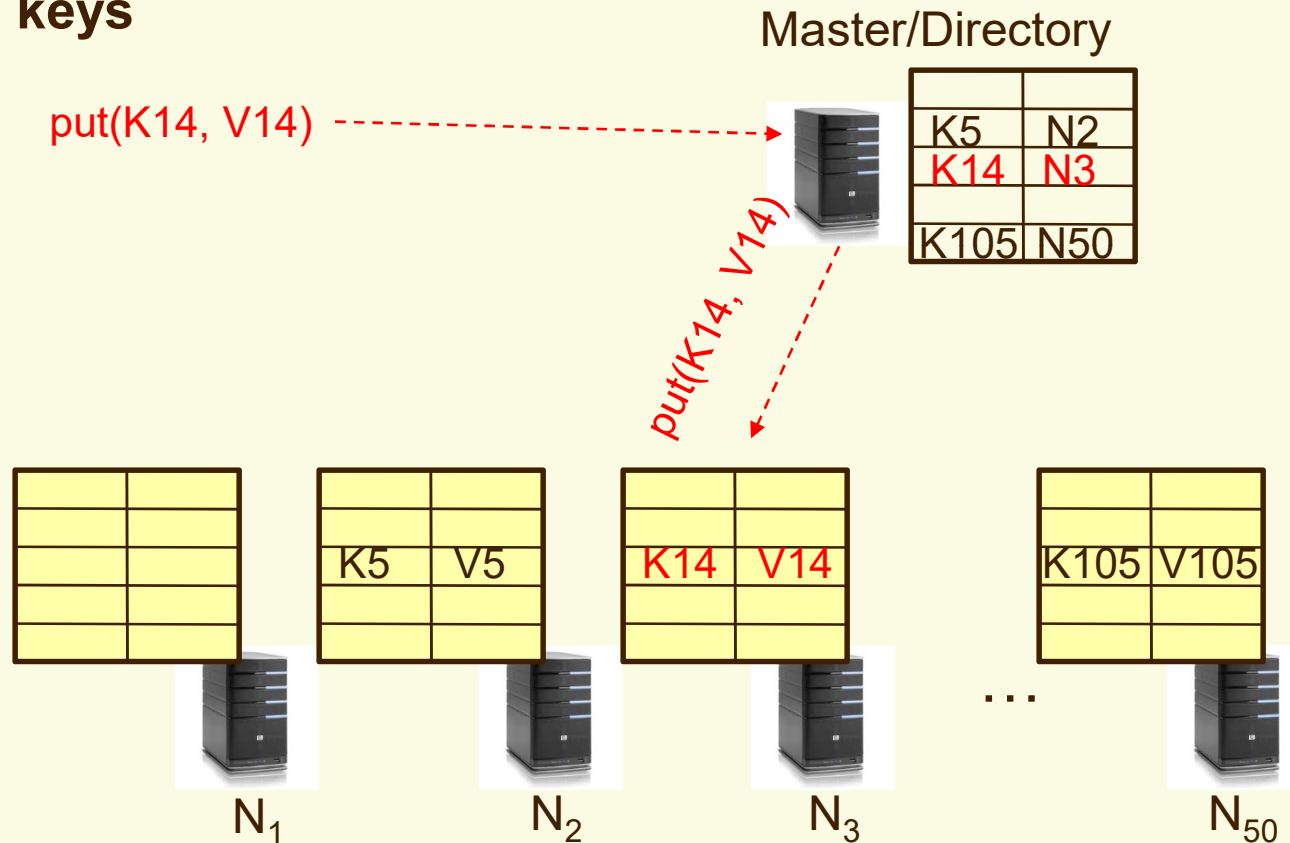 keys
Master/Directory
put(K14, V14)
K5 N2
K14 N3
K105 N50
put(K14, V14)
K5 V5
K14 V14
K105 V105
…
N₁
N₂
N₃
N₅₀